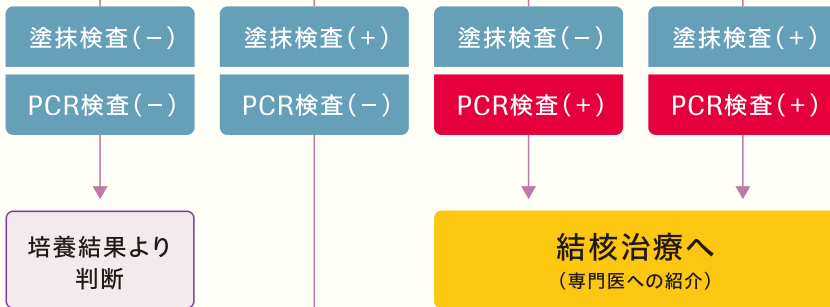 塗抹検査(−)
PCR検査(−)
塗抹検査(+)
PCR検査(−)
塗抹検査(−)
PCR検査(+)
塗抹検査(+)
PCR検査(+)
培養結果より
判断
結核治療へ
(専門医への紹介)